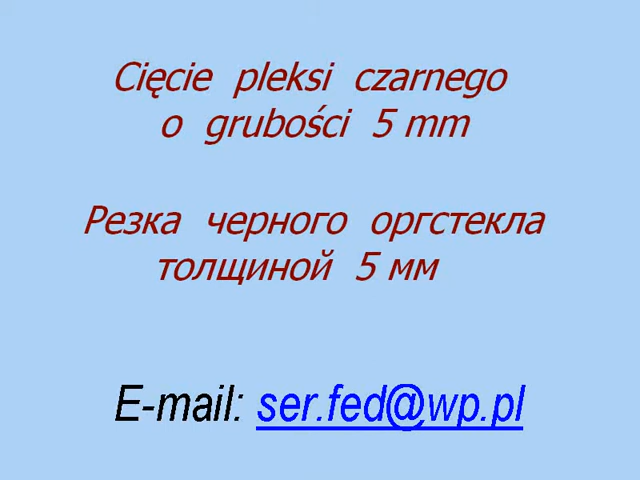 Cięcie pleksi czarnego
o grubości 5 mm
Резка черного оргстекла
толщиной 5 мм
E-mail: ser.fed@wp.pl